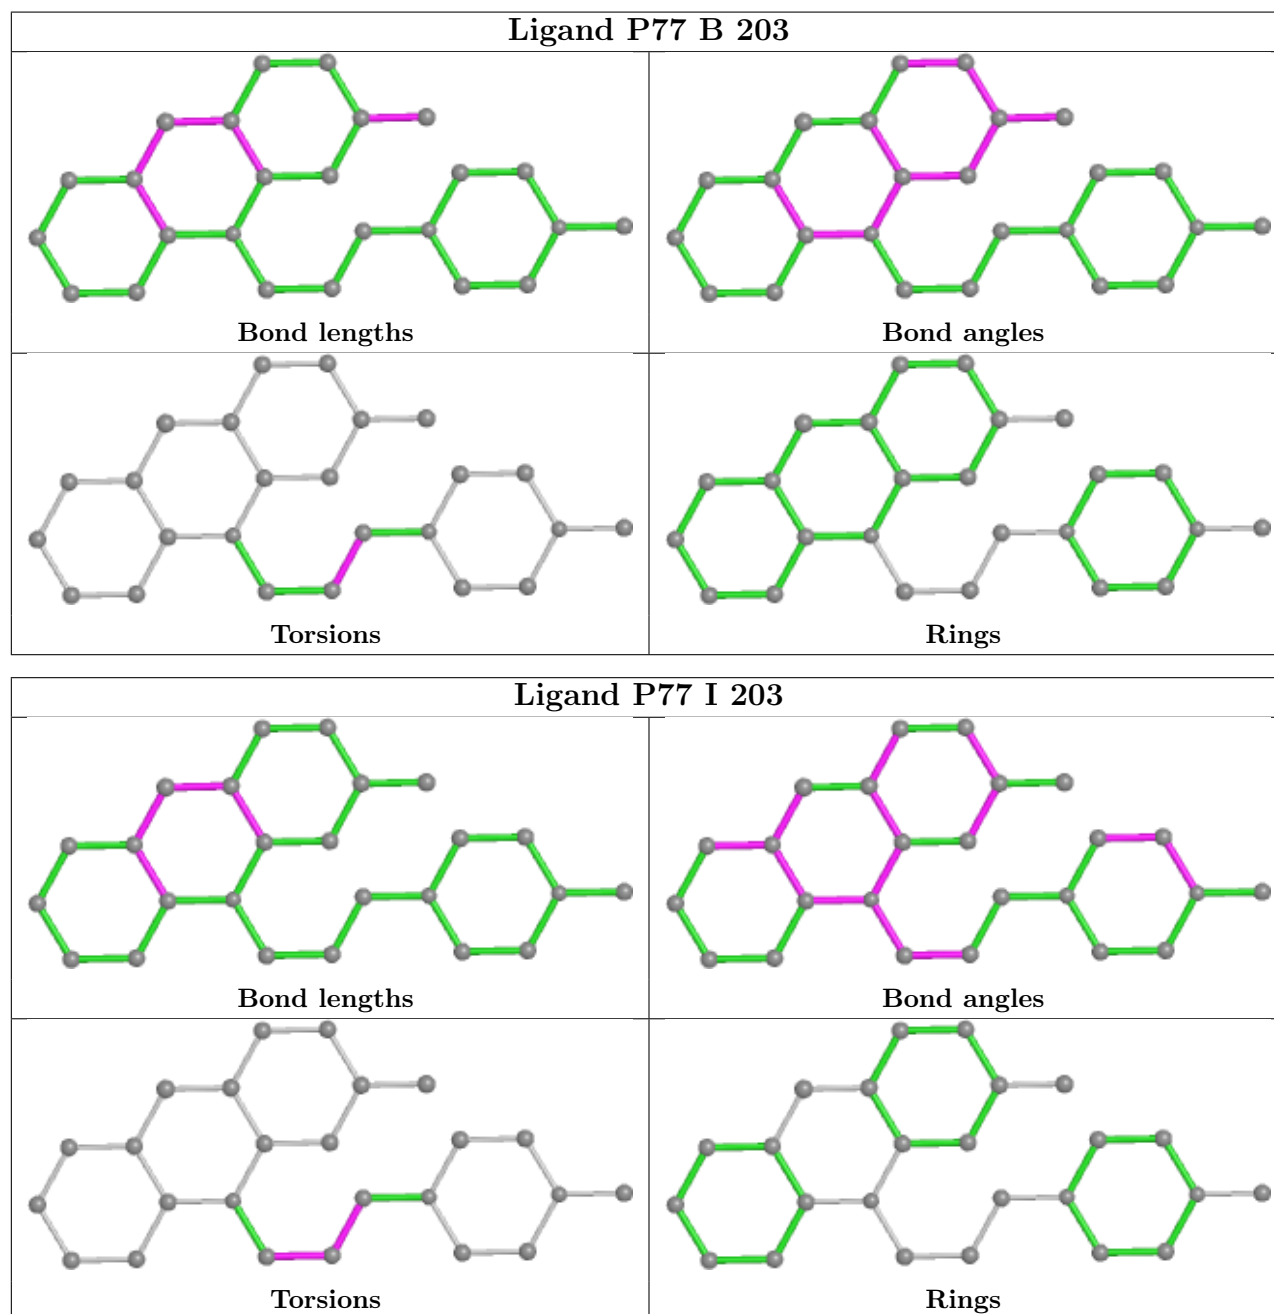 Ligand P77 B 203
Bond lengths
Bond angles
Torsions
Rings
Ligand P77 I 203
Bond lengths
Bond angles
Torsions
Rings